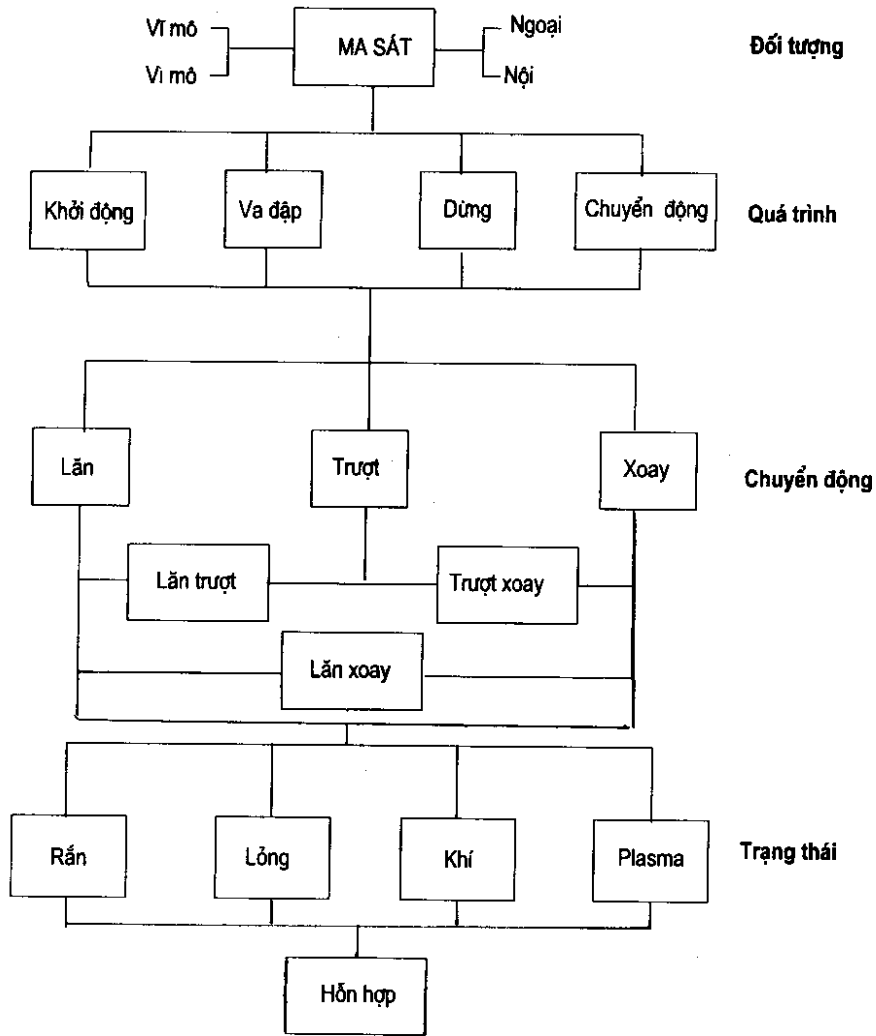 Vĩ mô
MA SÁT
Ngoại
Đối tượng
Vi mô
Nội
Khởi động
Va đập
Dừng
Chuyển động
Quá trình
Lăn
Trượt
Xoay
Chuyển động
Lăn trượt
Trượt xoay
Lăn xoay
Rắn
Lỏng
Khí
Plasma
Trạng thái
Hỗn hợp